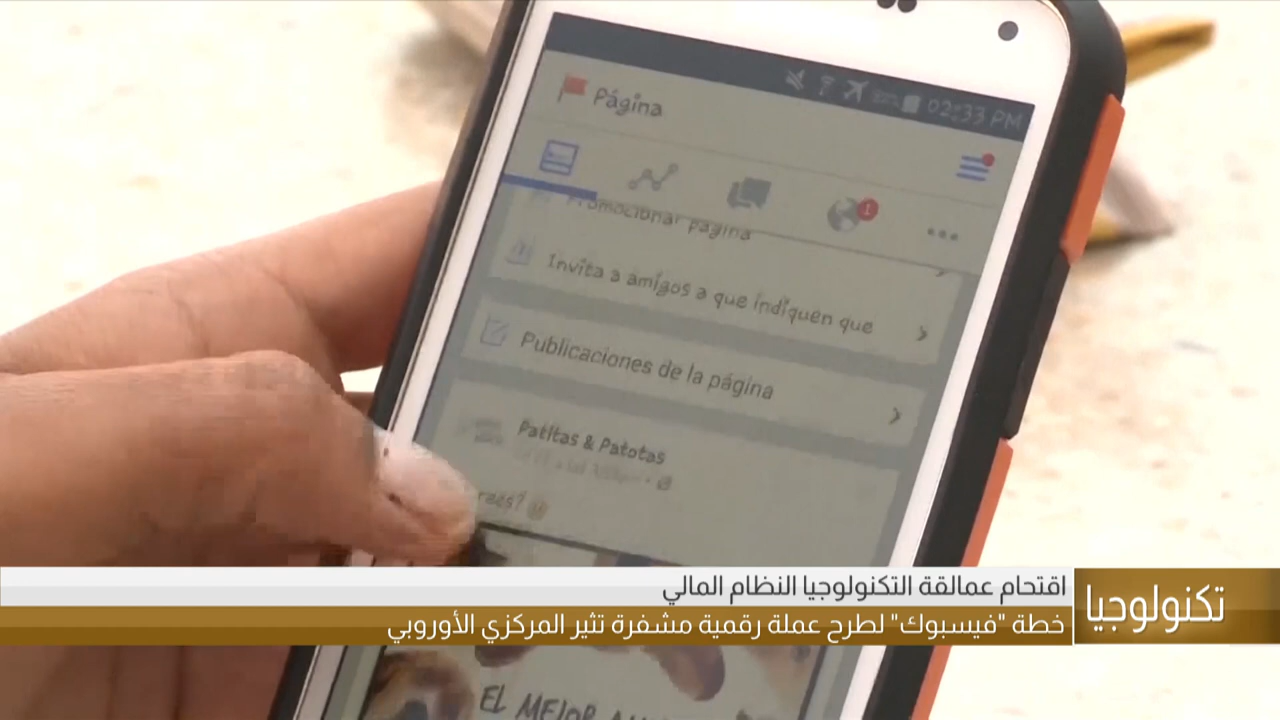 02:33 PM
Página
1
Promocionar página
Invita a amigos a que indiquen que
Publicaciones de la página
Patitas & Patotas
EL MEJOR
اقتحام عمالقة التكنولوجيا النظام المالي
تكنولوجيا
خطة "فيسبوك" لطرح عملة رقمية مشفرة تثير المركزي الأوروبي